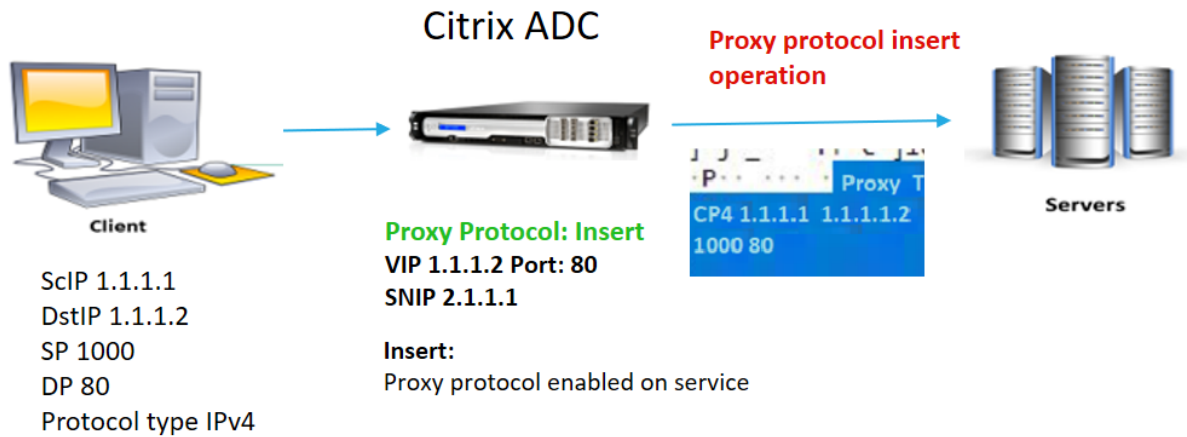 Citrix ADC
Proxy protocol insert
operation
Client
Proxy T
CP4 1.1.1.1 1.1.1.1.2
1000 80
Servers
Proxy Protocol: Insert
VIP 1.1.1.2 Port: 80
SNIP 2.1.1.1
ScIP 1.1.1.1
DstIP 1.1.1.2
SP 1000
DP 80
Protocol type IPv4
Insert:
Proxy protocol enabled on service